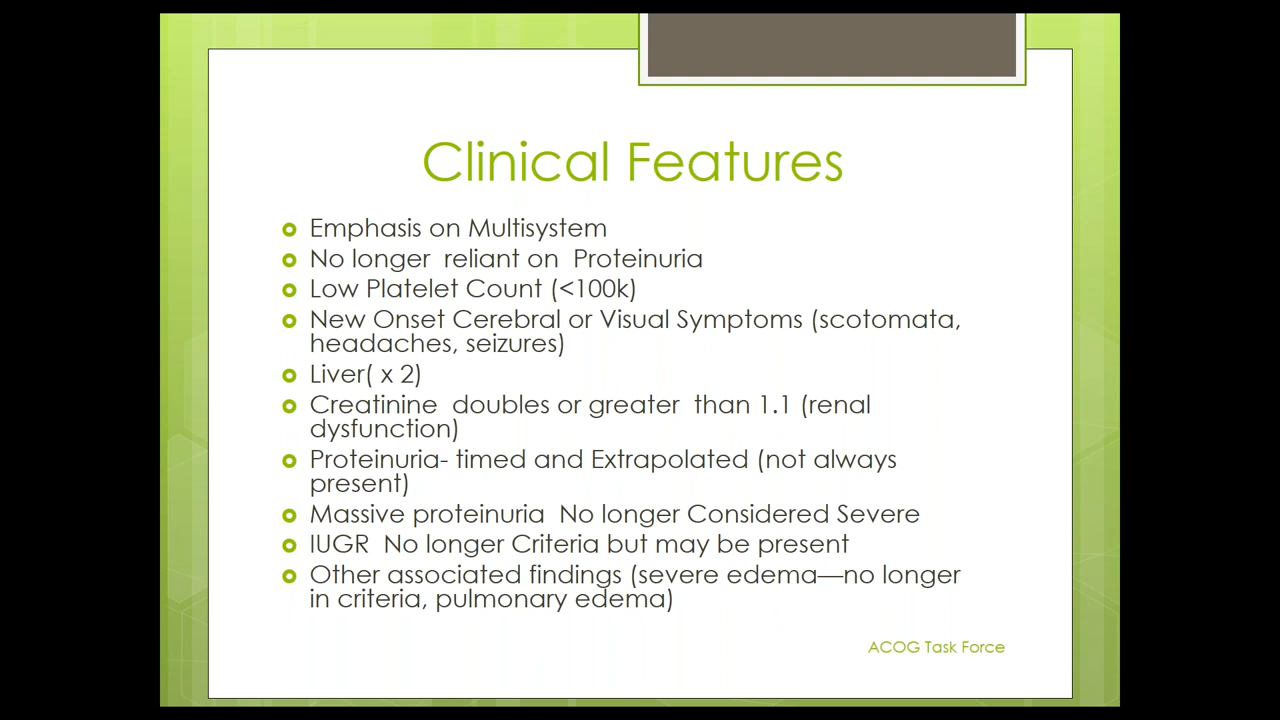 Clinical Features
Emphasis on Multisystem
No longer  reliant on  Proteinuria
Low Platelet Count (<100k)
New Onset Cerebral or Visual Symptoms (scotomata,
headaches, seizures)
Liver( x 2)
Creatinine  doubles or greater  than 1.1 (renal
dysfunction)
Proteinuria- timed and Extrapolated (not always
present)
Massive proteinuria  No longer Considered Severe
IUGR  No longer Criteria but may be present
Other associated findings (severe edema—no longer
in criteria, pulmonary edema)
ACOG Task Force